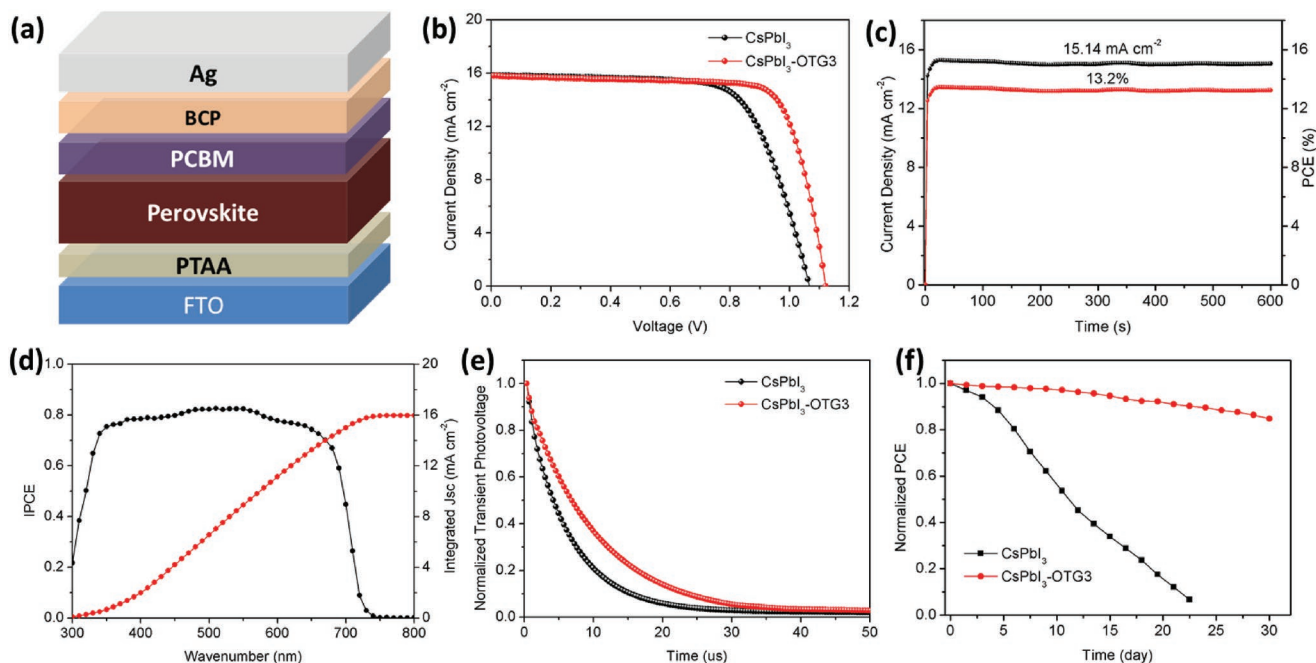 (a)
Ag
BCP
PCBM
Perovskite
PTAA
FTO
(b)
20
16
12
8
4
0
Current Density (mA cm⁻²)
CsPbI₃
CsPbI₃-OTG3
0.0 0.2 0.4 0.6 0.8 1.0 1.2
Voltage (V)
(c)
16
12
8
4
0
Current Density (mA cm⁻²)
15.14 mA cm⁻²
13.2%
16
12
8
4
0
PCE (%)
0 100 200 300 400 500 600
Time (s)
(d)
1.0
0.8
0.6
0.4
0.2
0.0
IPCE
20
16
12
8
4
0
Integrated Jsc (mA cm⁻²)
300 400 500 600 700 800
Wavenumber (nm)
(e)
1.0
0.8
0.6
0.4
0.2
0.0
Normalized Transient Photovoltage
CsPbI₃
CsPbI₃-OTG3
0 10 20 30 40 50
Time (us)
(f)
1.0
0.8
0.6
0.4
0.2
0.0
Normalized PCE
CsPbI₃
CsPbI₃-OTG3
0 5 10 15 20 25 30
Time (day)